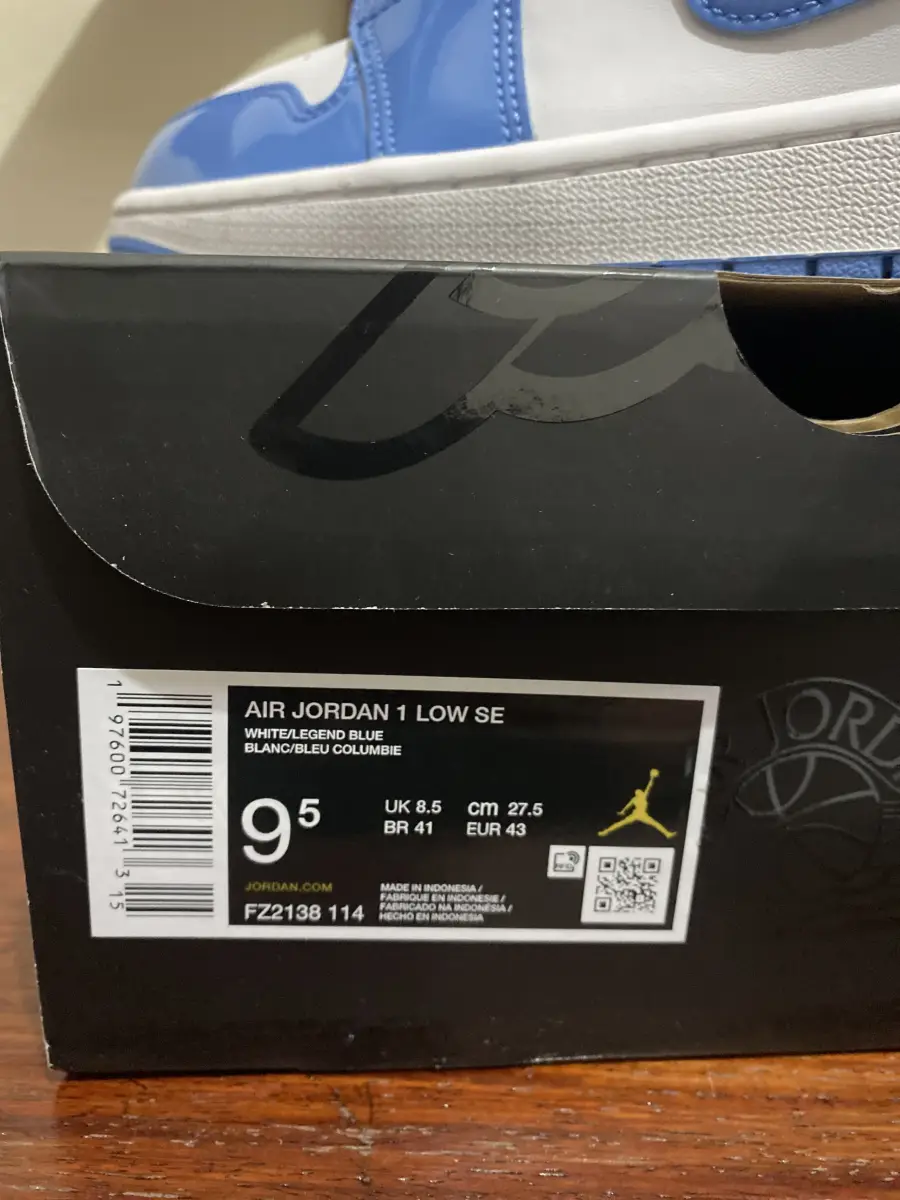 AIR JORDAN 1 LOW SE
WHITE/LEGEND BLUE
BLANC/BLEU COLUMBIE
9⁵
UK 8.5 cm 27.5
BR 41 EUR 43
JORDAN.COM
FZ2138 114
MADE IN INDONESIA /
FABRIQUE EN INDONESIE /
FABRICADO NA INDONÉSIA /
HECHO EN INDONESIA
1 97600 72641 3 15